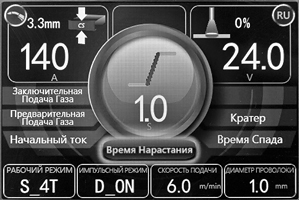 3.3mm
0%
RU
140
A
24.0
V
Заключительная
Подача Газа
Предварительная
Подача Газа
Начальный ток
1.0
S
Кратер
Время Спада
Время Нарастания
РАБОЧИЙ РЕЖИМ
S_4T
ИМПУЛЬСНЫЙ РЕЖИМ
D_0N
СКОРОСТЬ ПОДАЧИ
6.0 m/min
ДИАМЕТР ПРОВОЛОКИ
1.0 mm